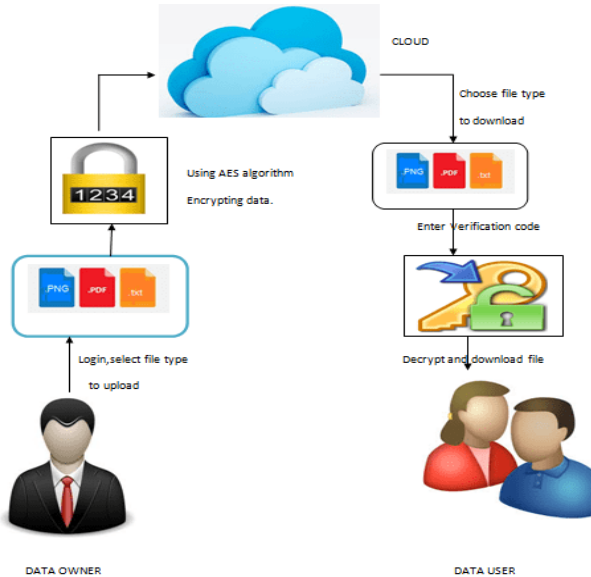 CLOUD
Choose file type
to download
.PNG .PDF .txt
Using AES algorithm
Encrypting data.
1234
Enter Verification code
.PNG .PDF .txt
Login,select file type
to upload
Decrypt and download file
DATA OWNER
DATA USER